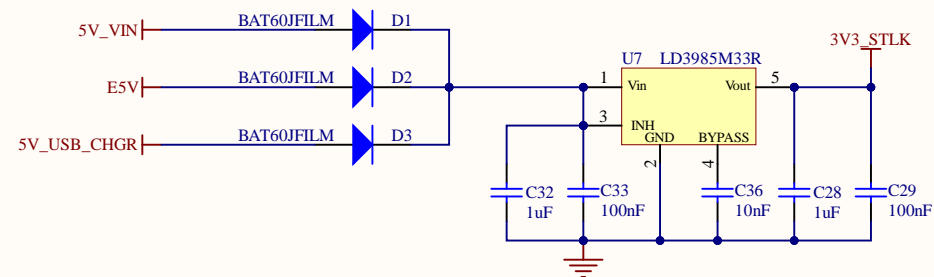 5V_VIN
BAT60JFILM
D1
E5V
BAT60JFILM
D2
5V_USB_CHGR
BAT60JFILM
D3
U7 LD3985M33R
1
Vin
Vout
5
3
INH
GND
BYPASS
2
4
3V3_STLK
C32
1uF
C33
100nF
C36
10nF
C28
1uF
C29
100nF